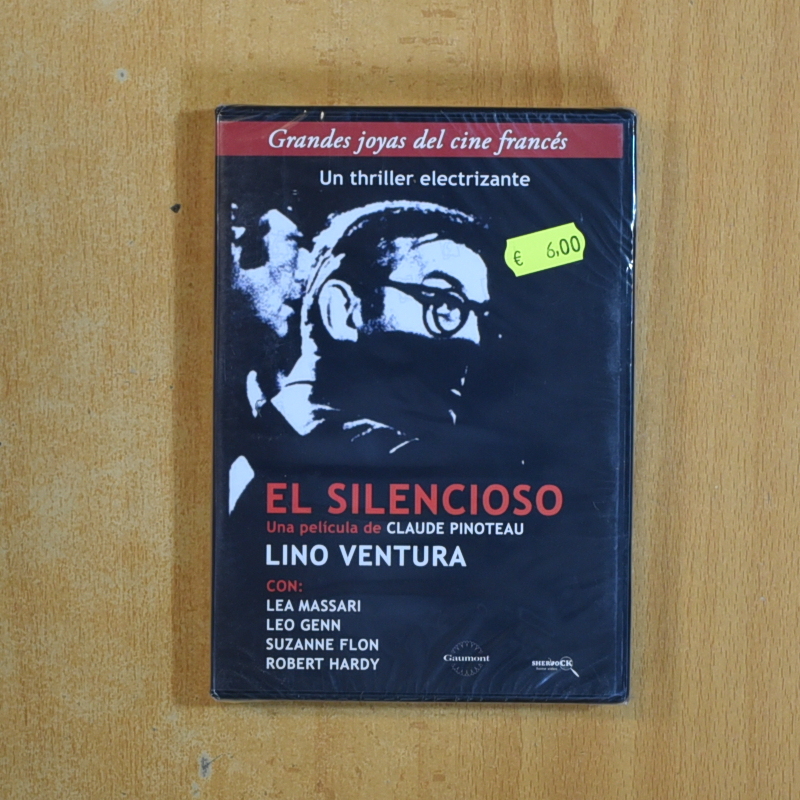 Grandes joyas del cine francés
Un thriller electrizante
€ 6,00
EL SILENCIOSO
Una película de CLAUDE PINOTEAU
LINO VENTURA
CON:
LEA MASSARI
LEO GENN
SUZANNE FLON
ROBERT HARDY
Gaumont
SHERLOCK